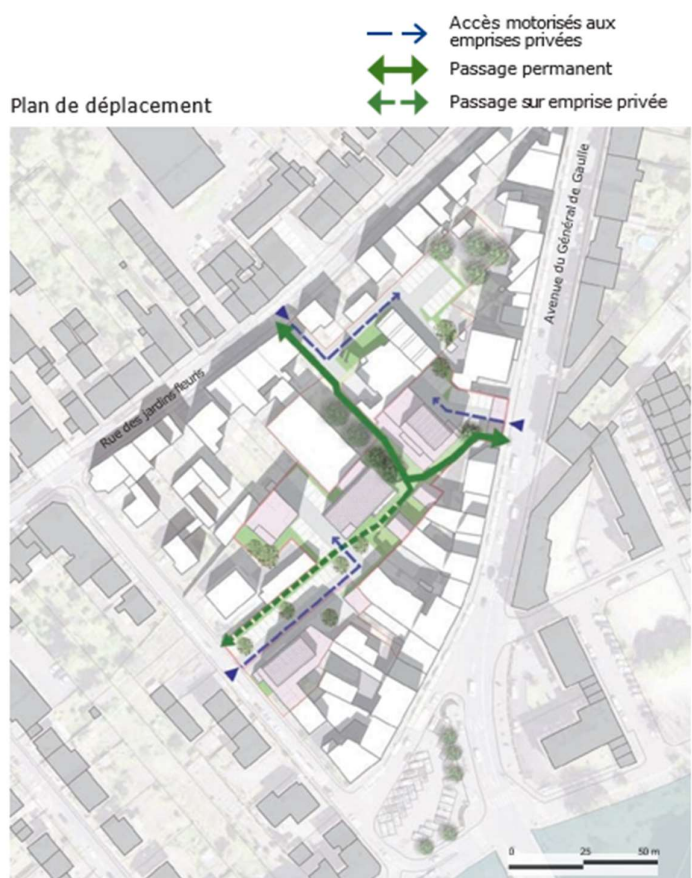 Accès motorisés aux
emprises privées
Passage permanent
Passage sur emprise privée
Plan de déplacement
Avenue du Général de Gaulle
Rue des jardins fleuris
0 25 50 m